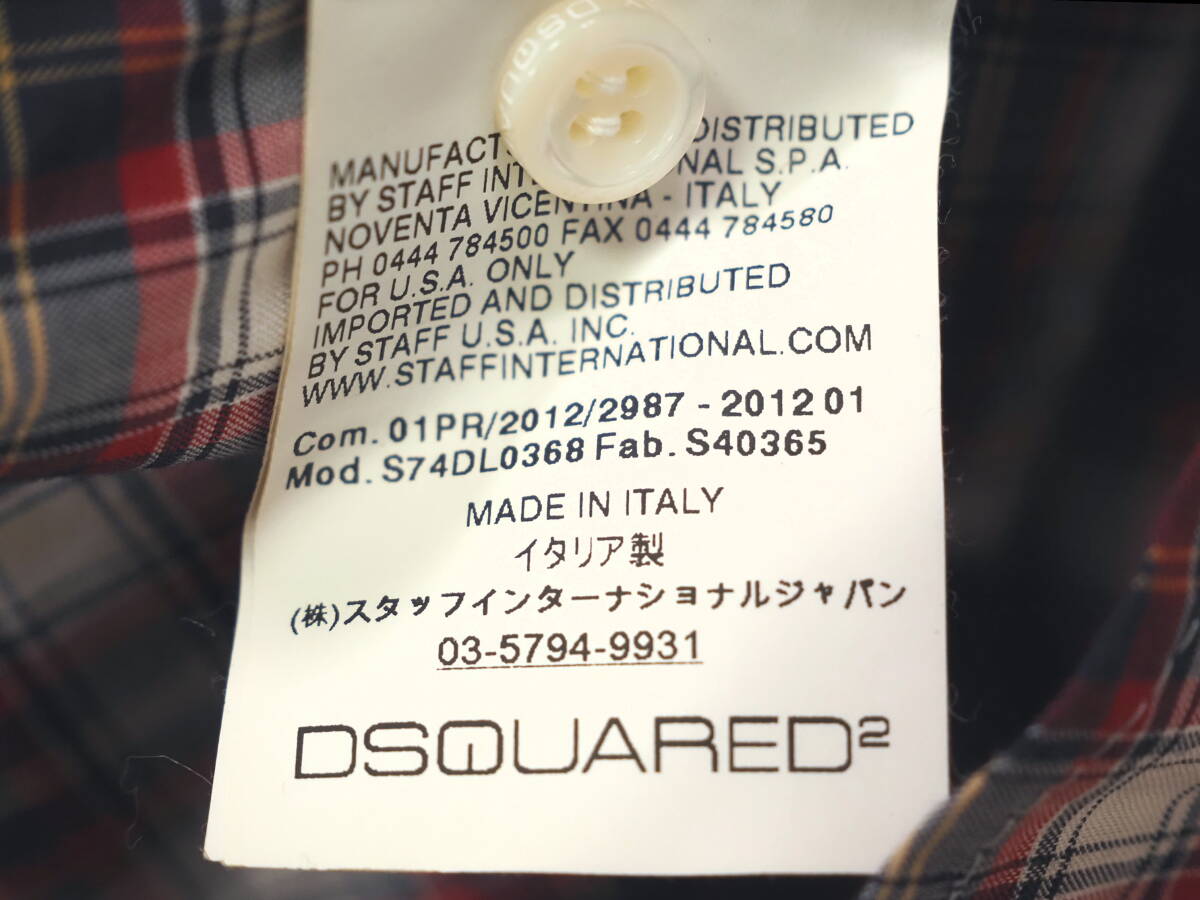 DSQU
MANUFACT DISTRIBUTED
BY STAFF INT NAL S.P.A.
NOVENTA VICENTINA - ITALY
PH 0444 784500 FAX 0444 784580
FOR U.S.A. ONLY
IMPORTED AND DISTRIBUTED
BY STAFF U.S.A. INC.
WWW.STAFFINTERNATIONAL.COM
Com. 01PR/2012/2987 - 2012 01
Mod. S74DL0368 Fab. S40365
MADE IN ITALY
イタリア製
(株)スタッフインターナショナルジャパン
03-5794-9931
DSQUARED²